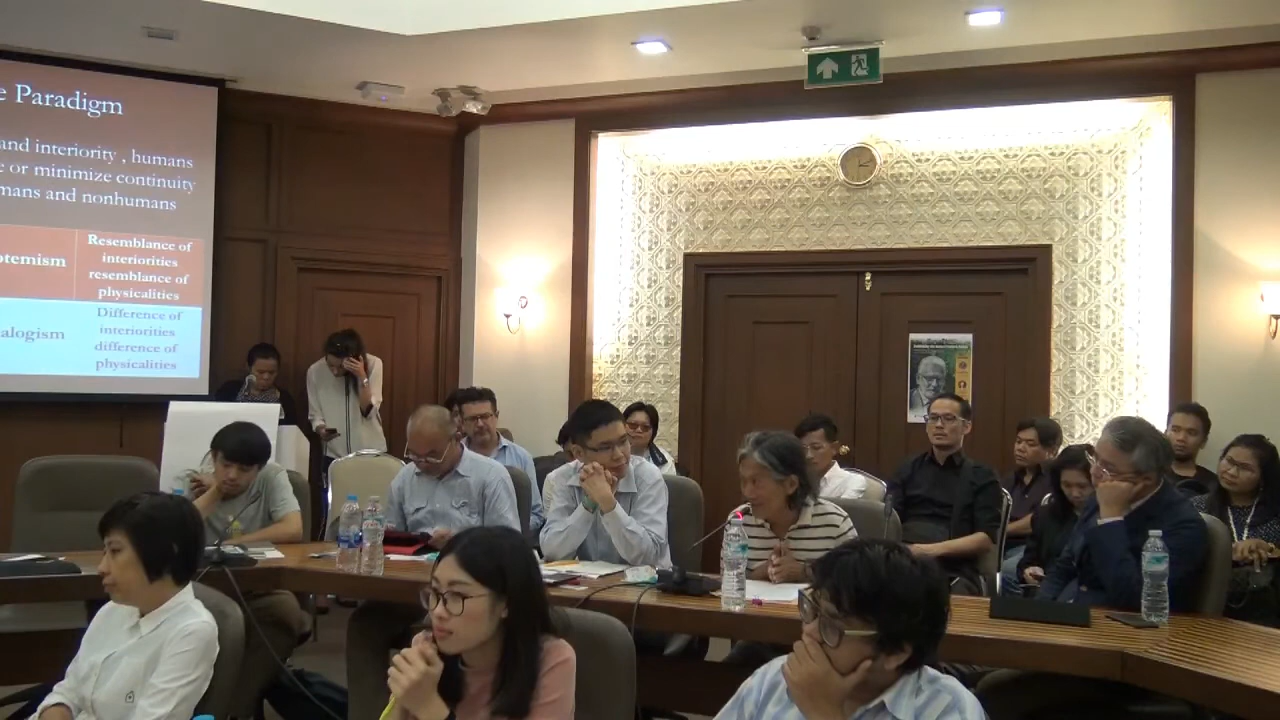 e Paradigm
and interiority , humans
e or minimize continuity
mans and nonhumans
otemism
Resemblance of
interiorities
resemblance of
physicalities
alogism
Difference of
interiorities
difference of
physicalities